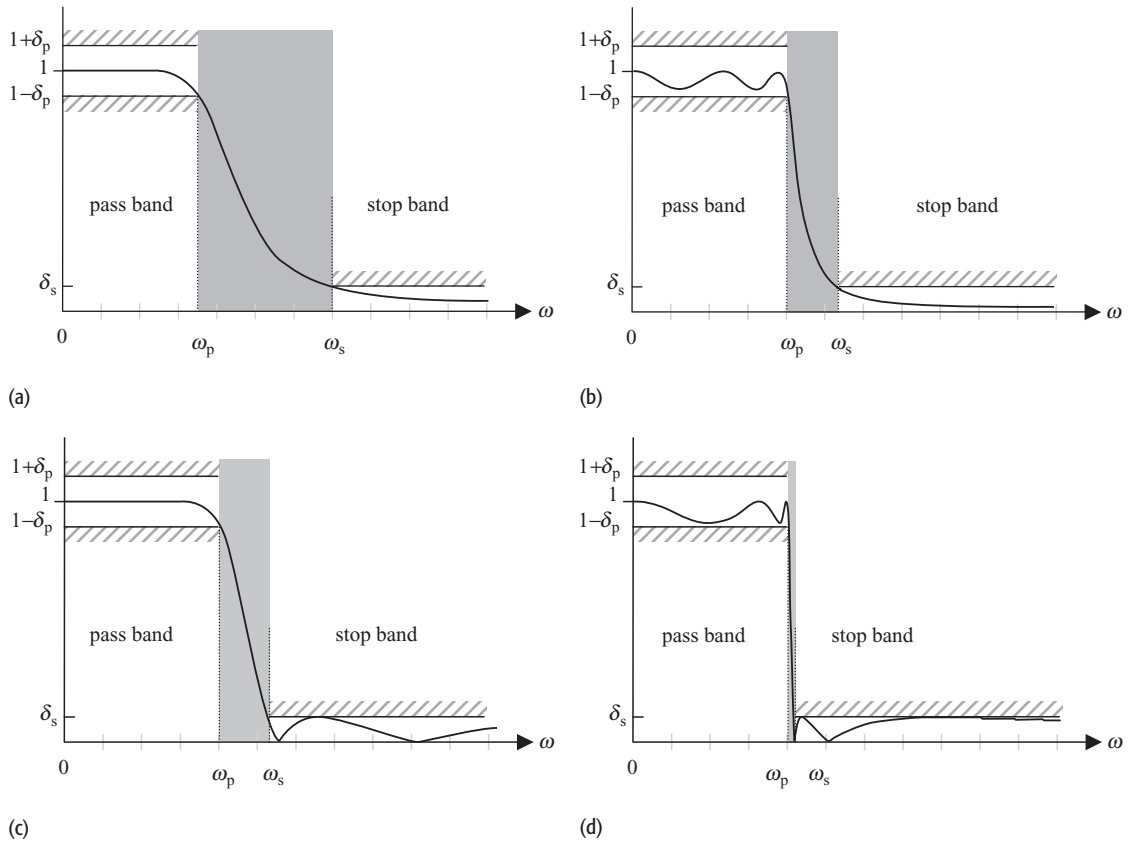 1+δp
1
1−δp
pass band
stop band
δs
0
ωp
ωs
ω
(a)
1+δp
1
1−δp
pass band
stop band
δs
0
ωp
ωs
ω
(b)
1+δp
1
1−δp
pass band
stop band
δs
0
ωp
ωs
ω
(c)
1+δp
1
1−δp
pass band
stop band
δs
0
ωp
ωs
ω
(d)